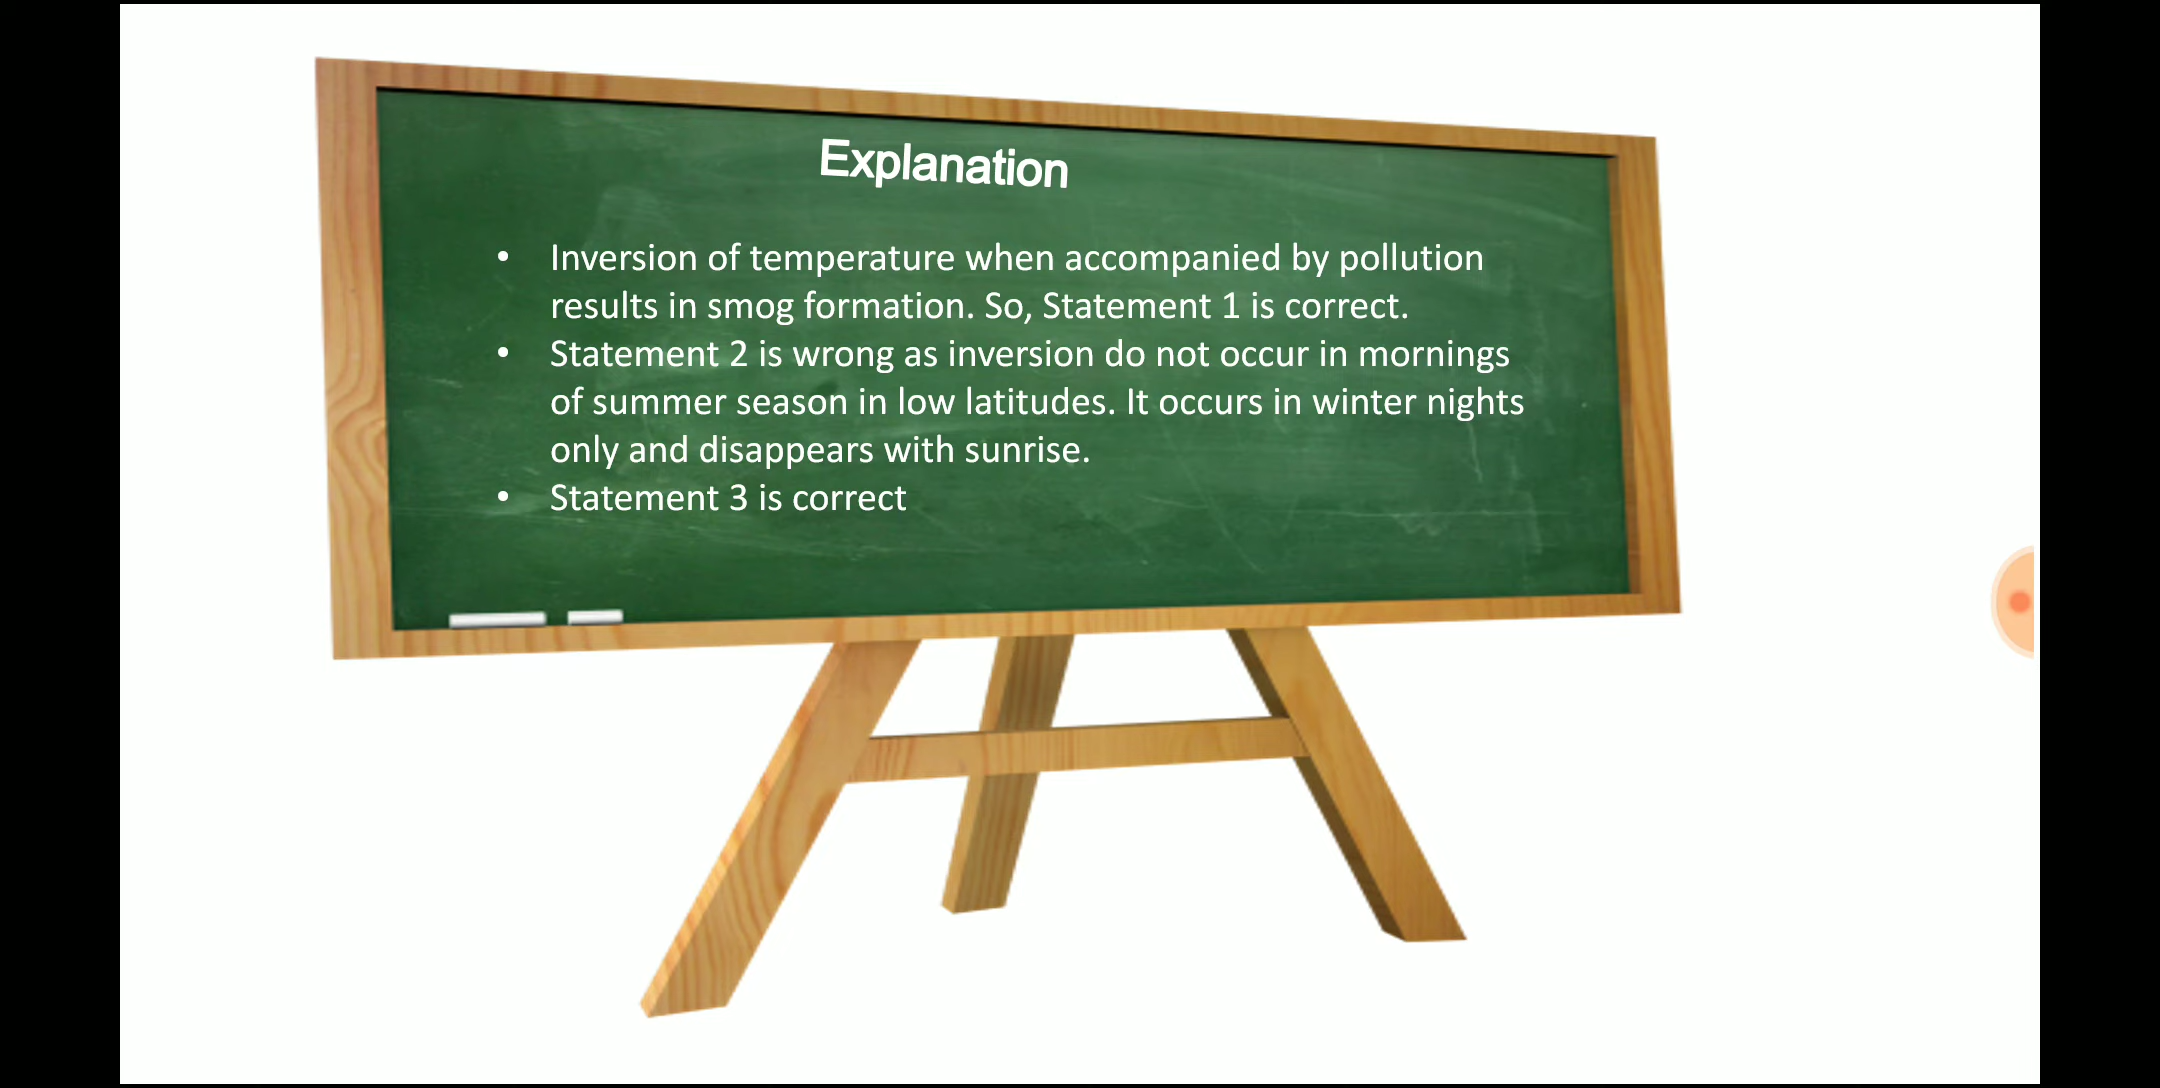 Explanation
• Inversion of temperature when accompanied by pollution
results in smog formation. So, Statement 1 is correct.
• Statement 2 is wrong as inversion do not occur in mornings
of summer season in low latitudes. It occurs in winter nights
only and disappears with sunrise.
• Statement 3 is correct